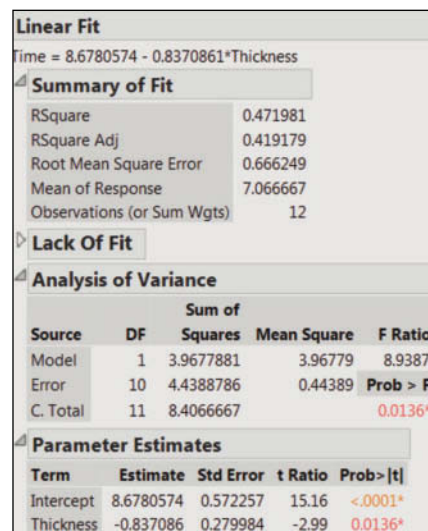 Linear Fit
Time = 8.6780574 - 0.8370861*Thickness
Summary of Fit
RSquare 0.471981
RSquare Adj 0.419179
Root Mean Square Error 0.666249
Mean of Response 7.066667
Observations (or Sum Wgts) 12
Lack Of Fit
Analysis of Variance
Sum of
Source DF Squares Mean Square F Ratio
Model 1 3.9677881 3.96779 8.9387
Error 10 4.4388786 0.44389 Prob > F
C. Total 11 8.4066667 0.0136*
Parameter Estimates
Term Estimate Std Error t Ratio Prob>|t|
Intercept 8.6780574 0.572257 15.16 <.0001*
Thickness -0.837086 0.279984 -2.99 0.0136*